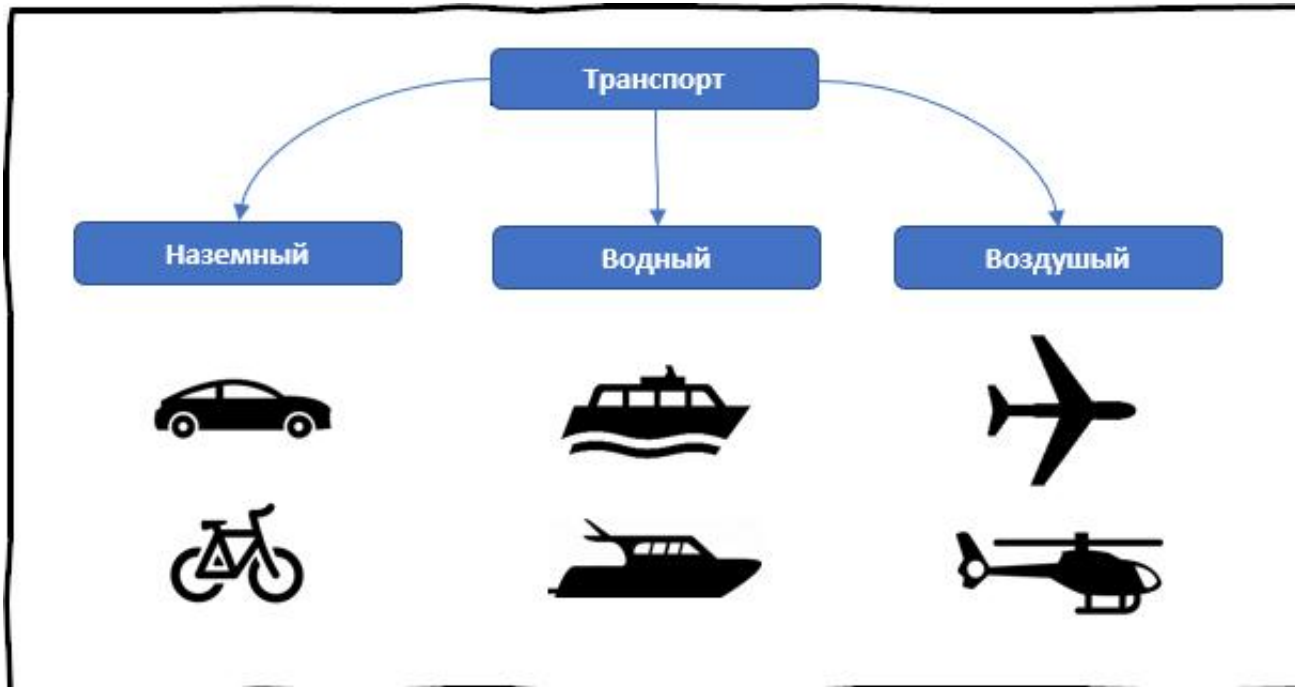 Транспорт
Наземный
Водный
Воздушый